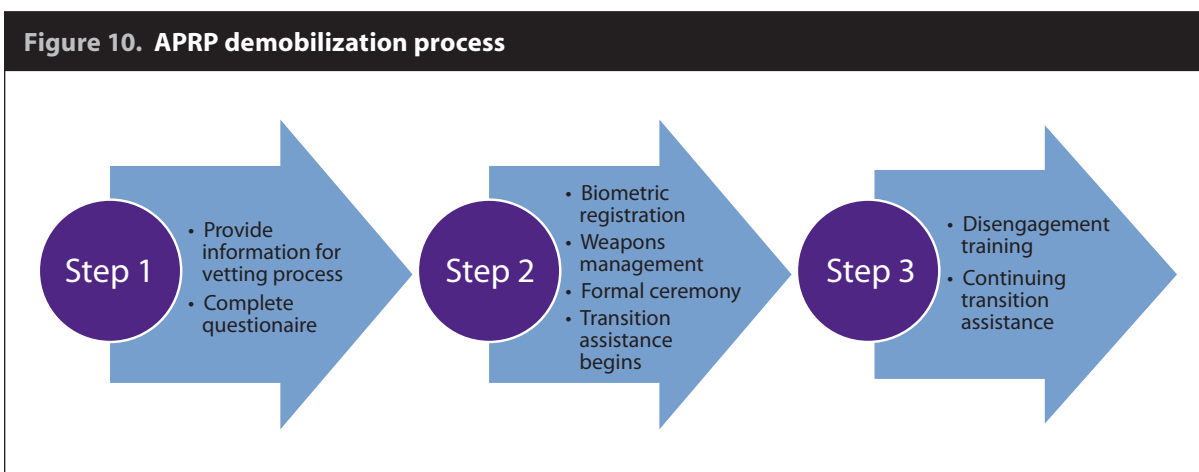 Figure 10. APRP demobilization process
Step 1
• Provide
information for
vetting process
• Complete
questionaire
Step 2
• Biometric
registration
• Weapons
management
• Formal ceremony
• Transition
assistance
begins
Step 3
• Disengagement
training
• Continuing
transition
assistance